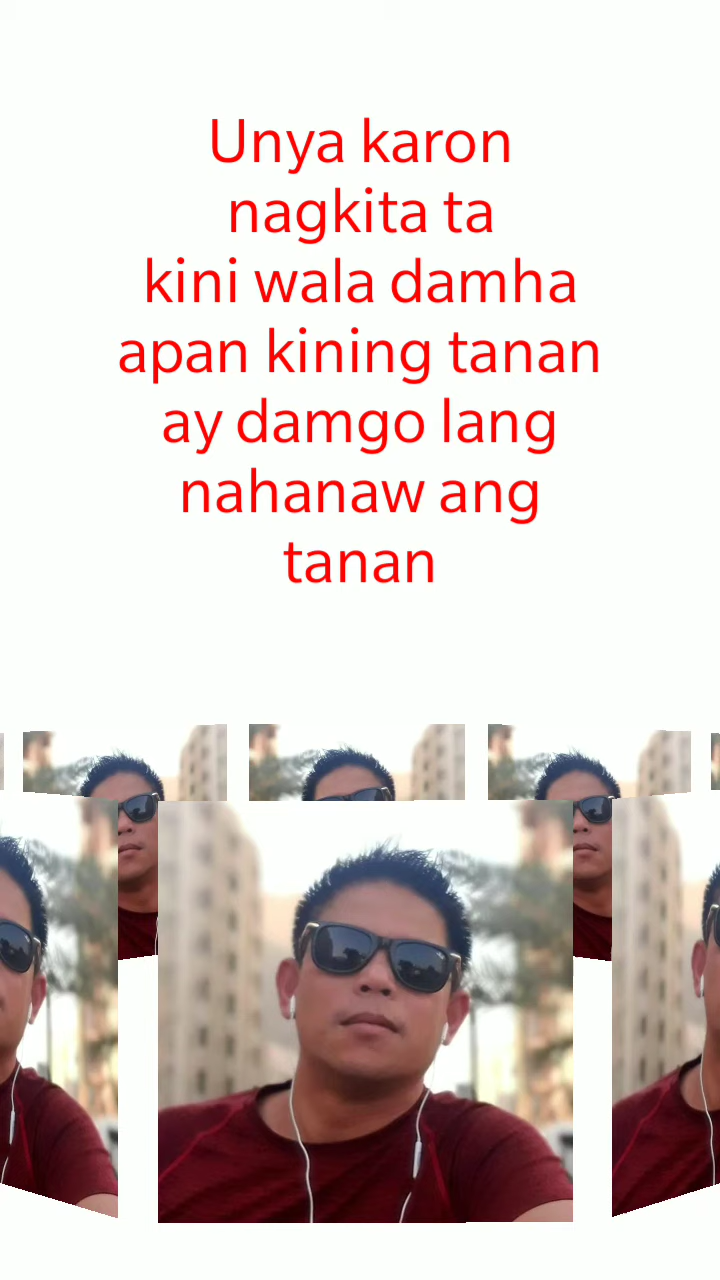 Unya karon
nagkita ta
kini wala damha
apan kining tanan
ay damgo lang
nahanaw ang
tanan